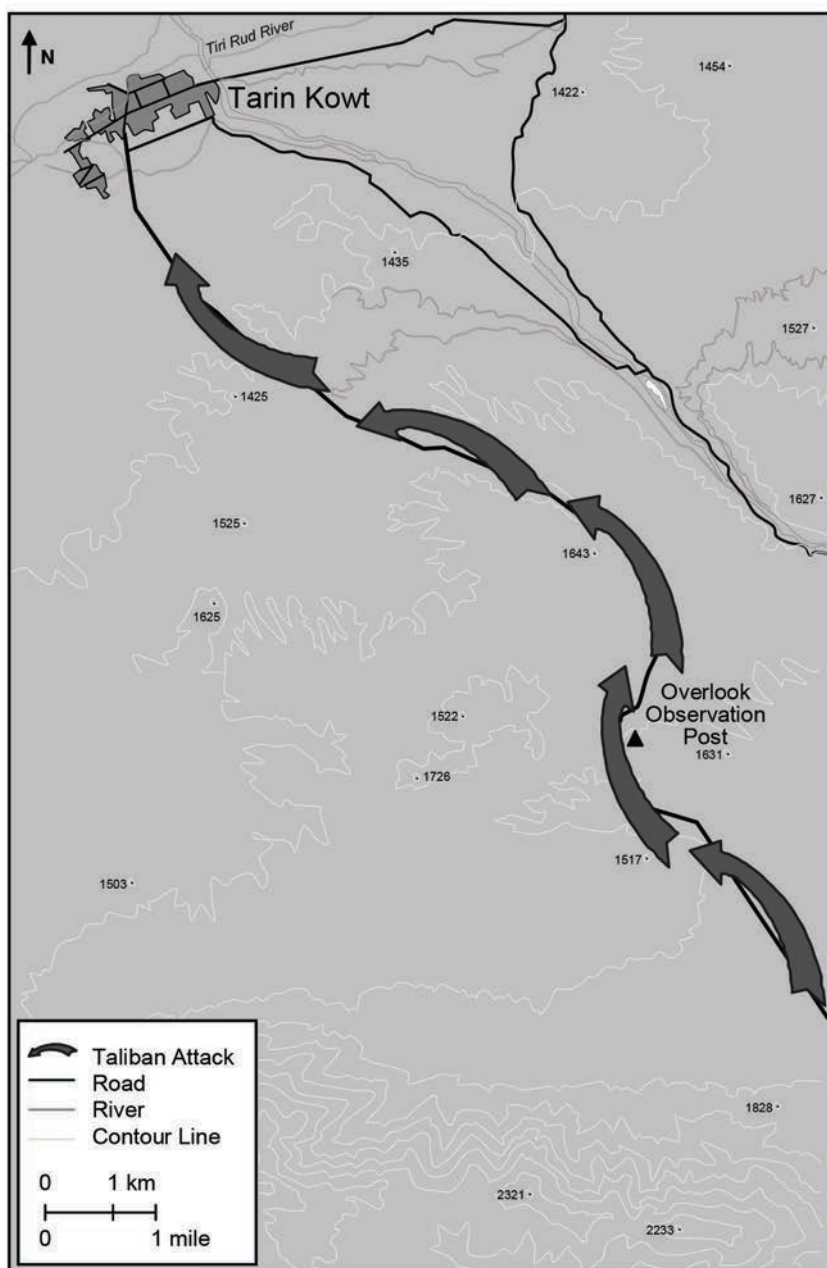 N
Tiri Rud River
Tarin Kowt
1454
1422
1435
1527
1425
1627
1525
1643
1625
Overlook
Observation
Post
1522
1631
1726
1517
1503
Taliban Attack
Road
River
Contour Line
0 1 km
0 1 mile
1828
2321
2233